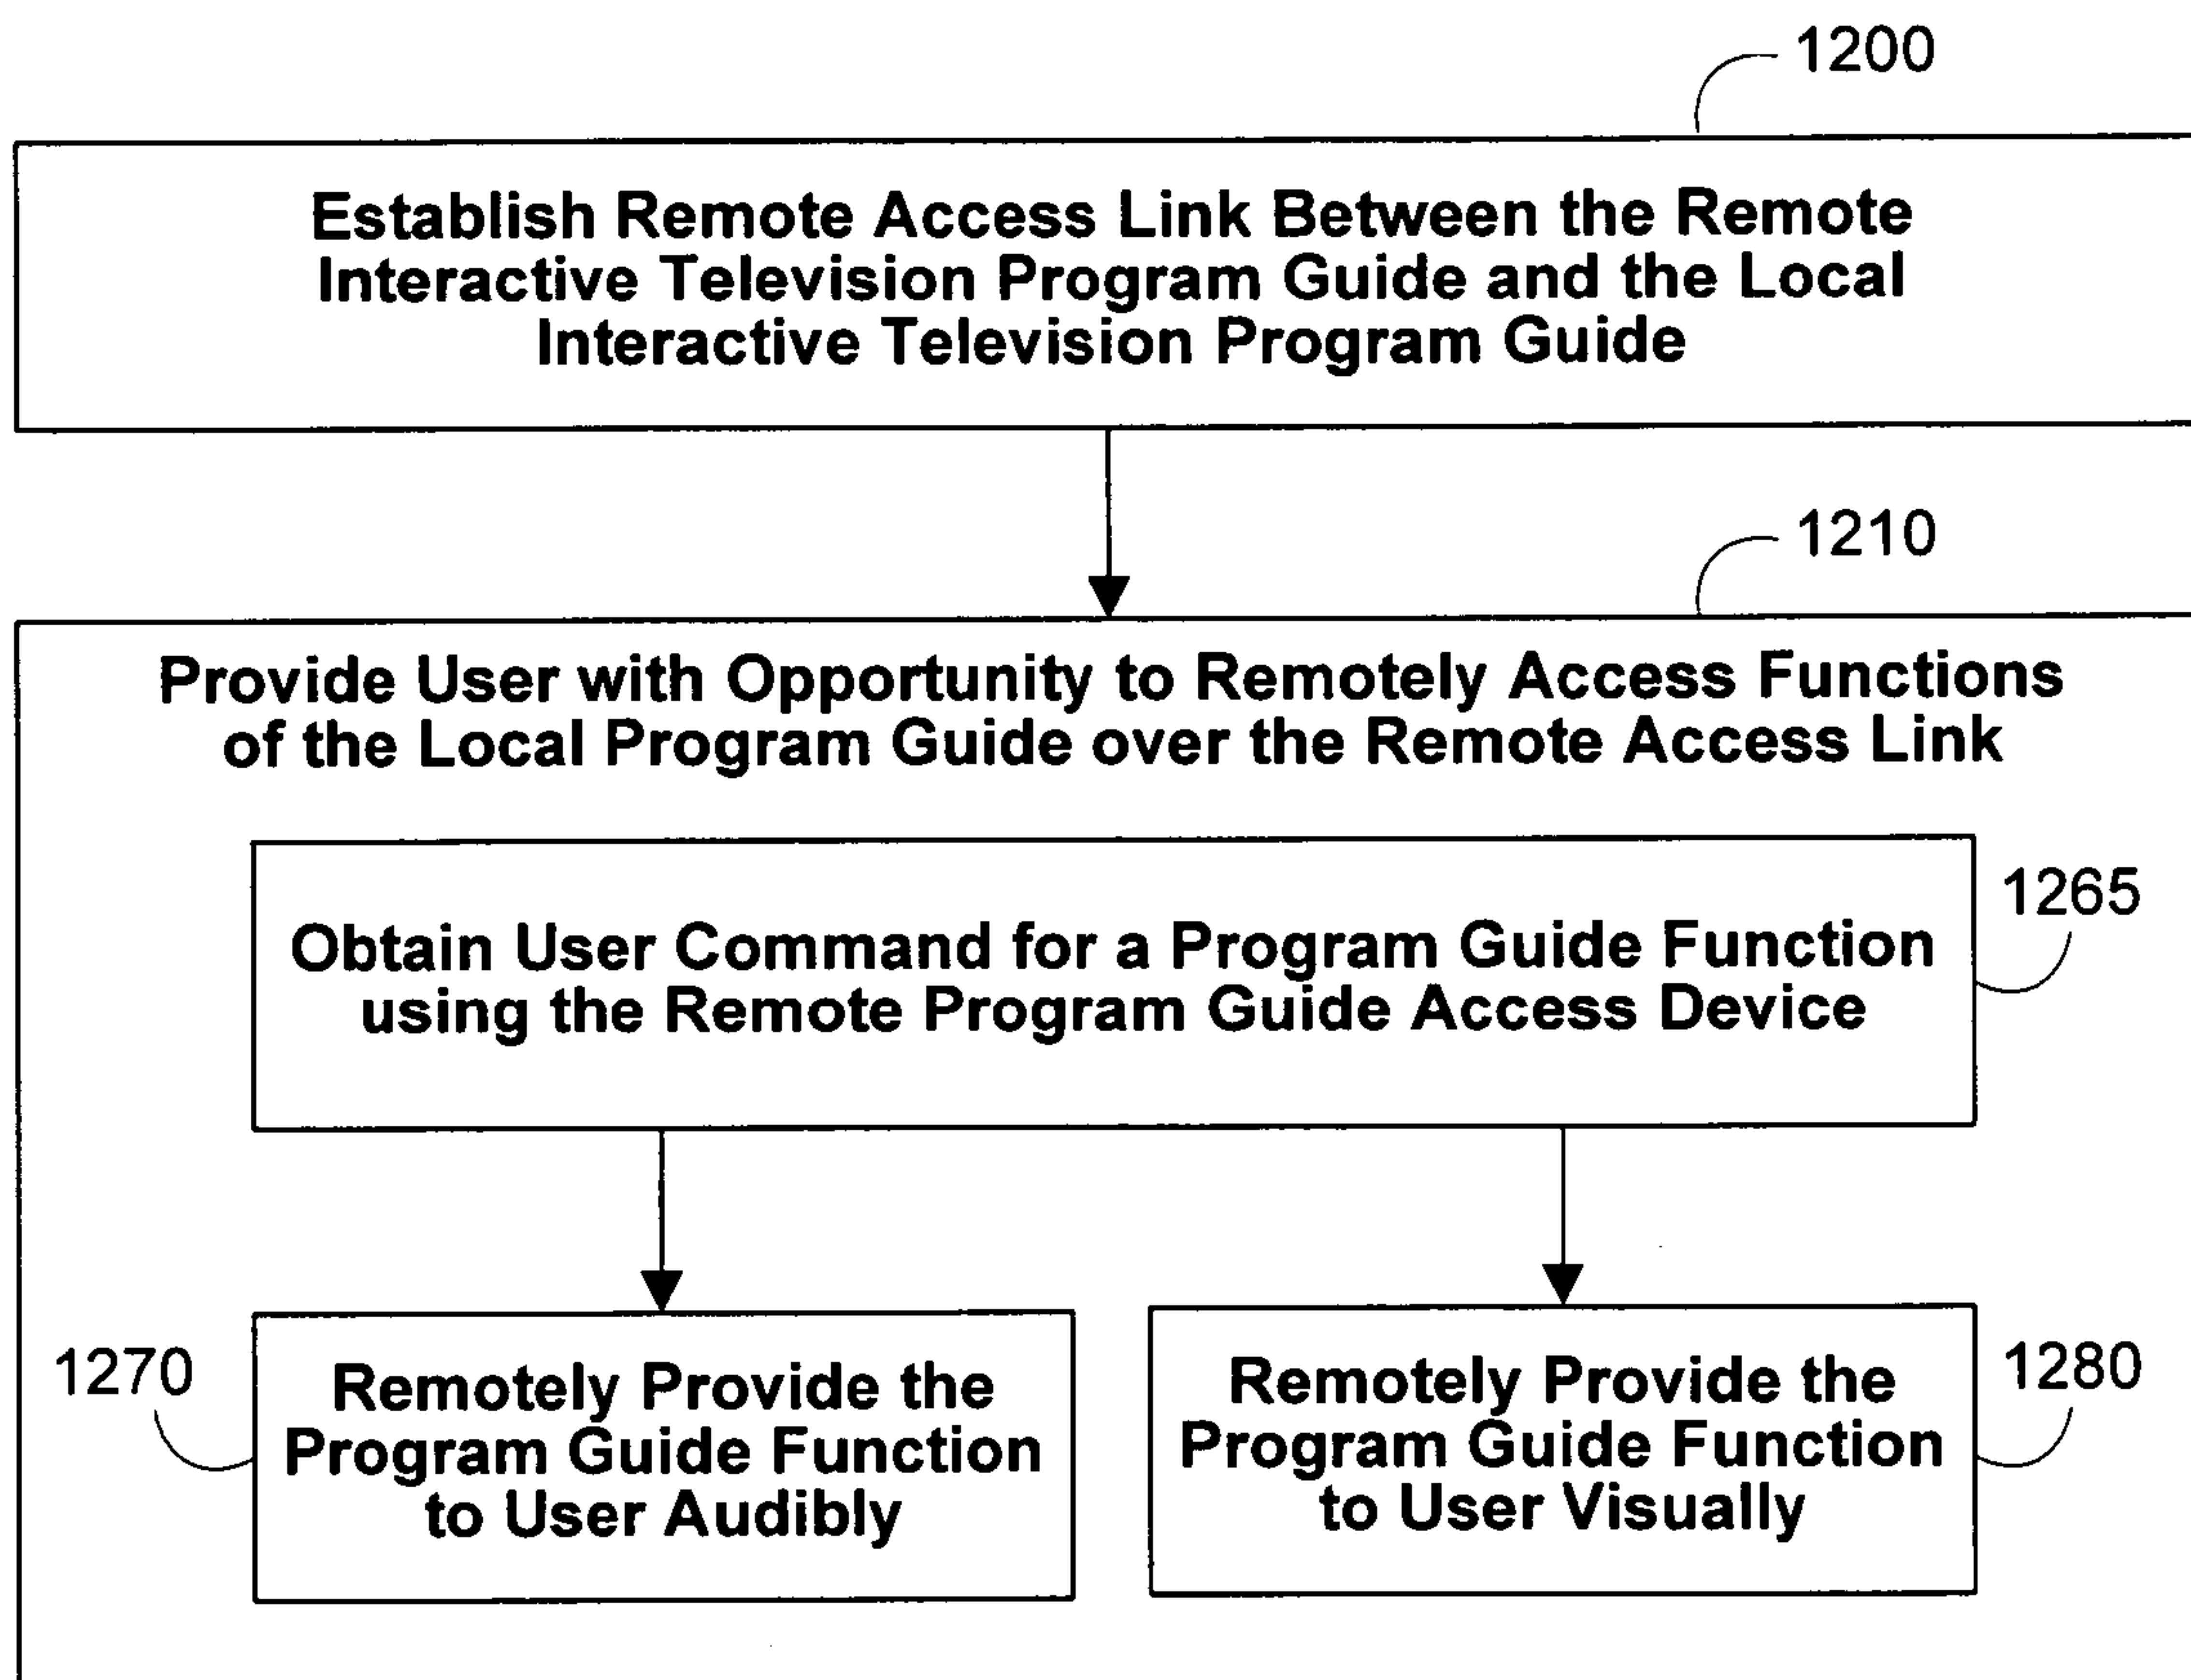 1200
Establish Remote Access Link Between the Remote
Interactive Television Program Guide and the Local
Interactive Television Program Guide
1210
Provide User with Opportunity to Remotely Access Functions
of the Local Program Guide over the Remote Access Link
1265
Obtain User Command for a Program Guide Function
using the Remote Program Guide Access Device
1270
Remotely Provide the
Program Guide Function
to User Audibly
1280
Remotely Provide the
Program Guide Function
to User Visually